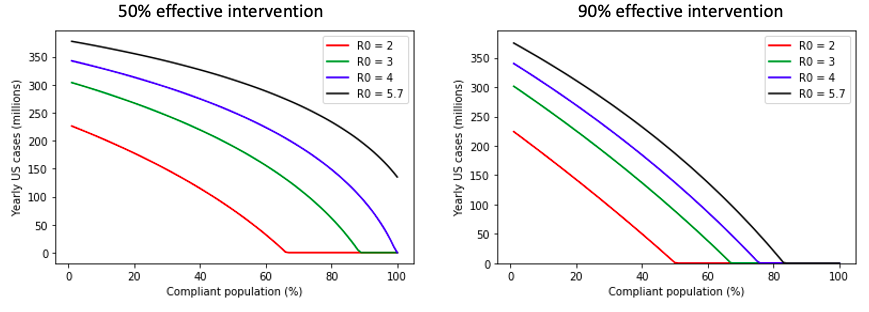 50% effective intervention
350
300
250
200
150
100
50
0
Yearly US cases (millions)
R0 = 2
R0 = 3
R0 = 4
R0 = 5.7
0
20
40
60
80
100
Compliant population (%)
90% effective intervention
350
300
250
200
150
100
50
0
Yearly US cases (millions)
R0 = 2
R0 = 3
R0 = 4
R0 = 5.7
0
20
40
60
80
100
Compliant population (%)